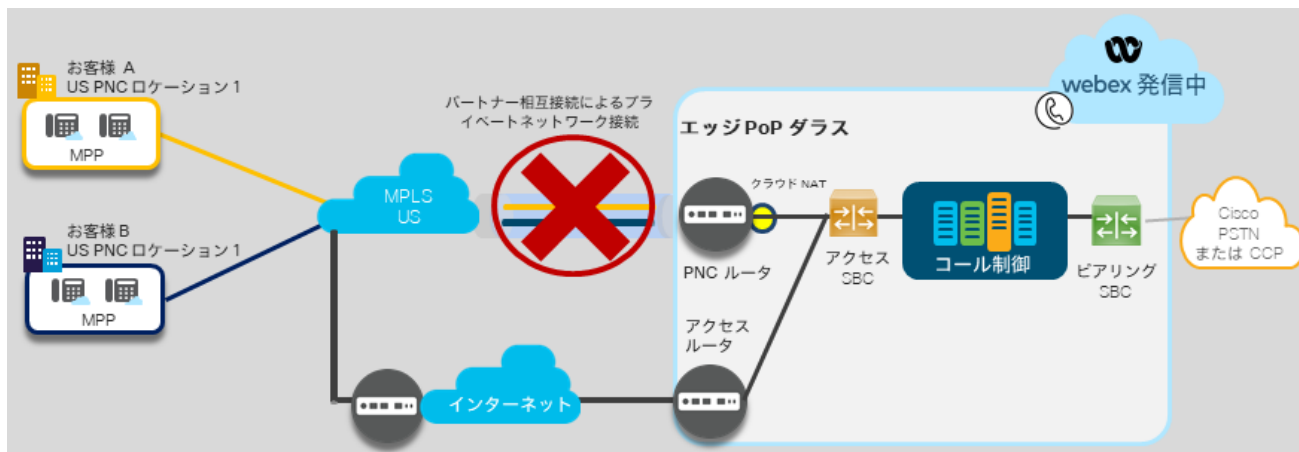 お客様 A
US PNC ロケーション 1
MPP
お客様 B
US PNC ロケーション 1
MPP
MPLS
US
パートナー相互接続によるプラ
イベートネットワーク接続
エッジ PoP ダラス
webex 発信中
クラウド NAT
PNC ルータ
アクセス
SBC
コール制御
ピアリング
SBC
Cisco
PSTN
または CCP
アクセス
ルータ
インターネット